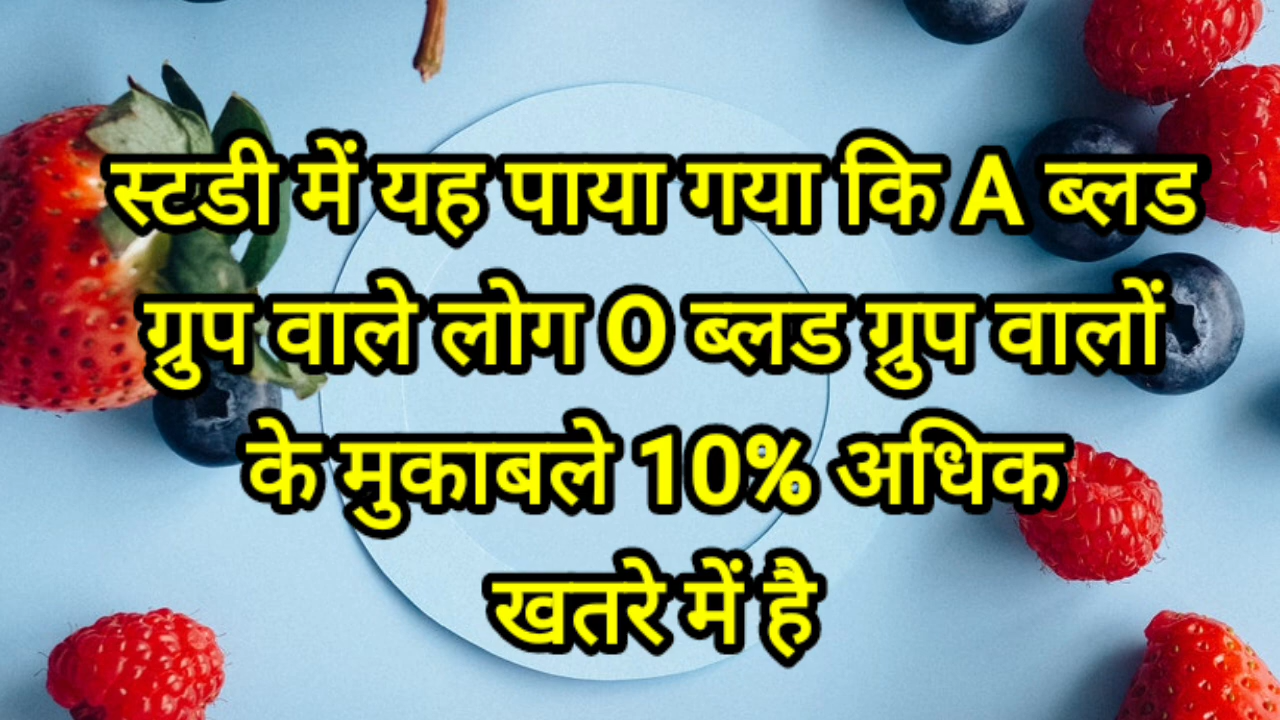 स्टडी में यह पाया गया कि A ब्लड
ग्रुप वाले लोग O ब्लड ग्रुप वालों
के मुकाबले 10% अधिक
खतरे में है